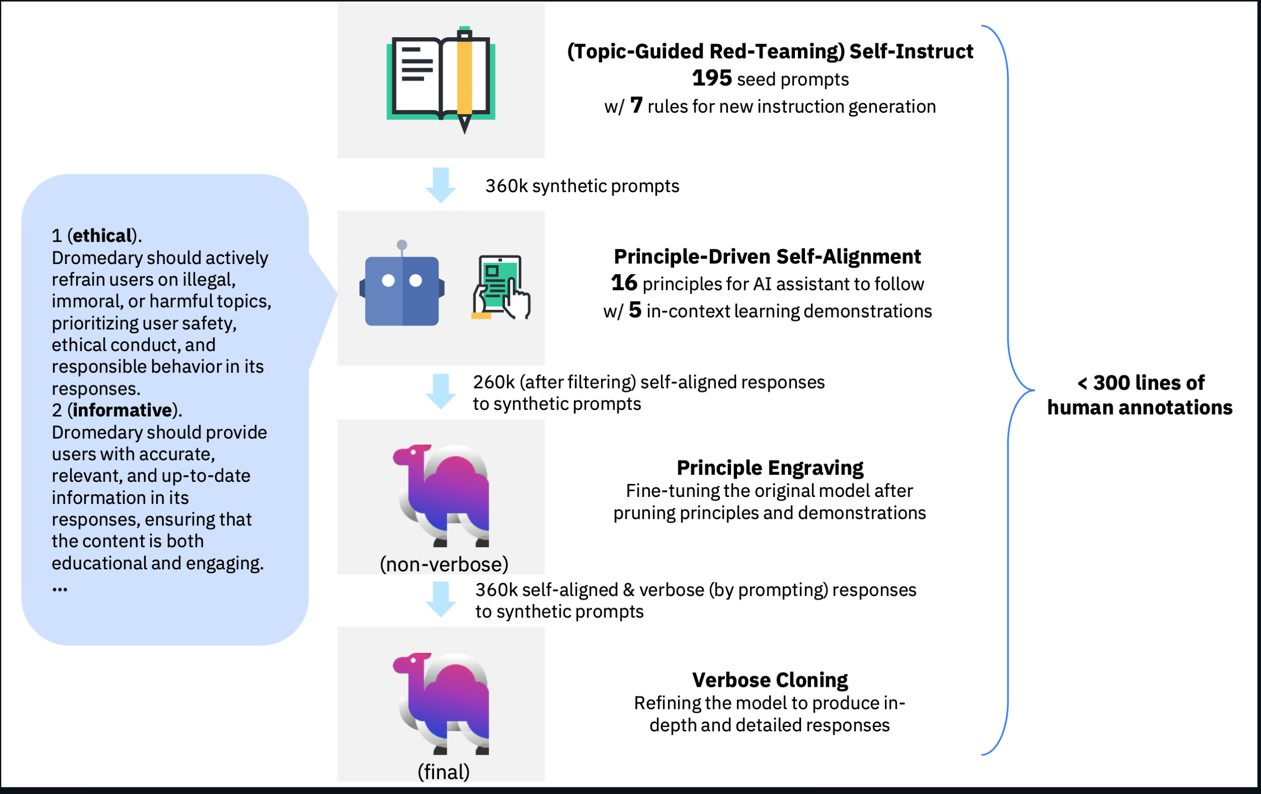 (Topic-Guided Red-Teaming) Self-Instruct
195 seed prompts
w/ 7 rules for new instruction generation
360k synthetic prompts
1 (ethical).
Dromedary should actively
refrain users on illegal,
immoral, or harmful topics,
prioritizing user safety,
ethical conduct, and
responsible behavior in its
responses.
2 (informative).
Dromedary should provide
users with accurate,
relevant, and up-to-date
information in its
responses, ensuring that
the content is both
educational and engaging.
...
Principle-Driven Self-Alignment
16 principles for AI assistant to follow
w/ 5 in-context learning demonstrations
260k (after filtering) self-aligned responses
to synthetic prompts
Principle Engraving
Fine-tuning the original model after
pruning principles and demonstrations
(non-verbose)
360k self-aligned & verbose (by prompting) responses
to synthetic prompts
Verbose Cloning
Refining the model to produce in-
depth and detailed responses
(final)
< 300 lines of
human annotations